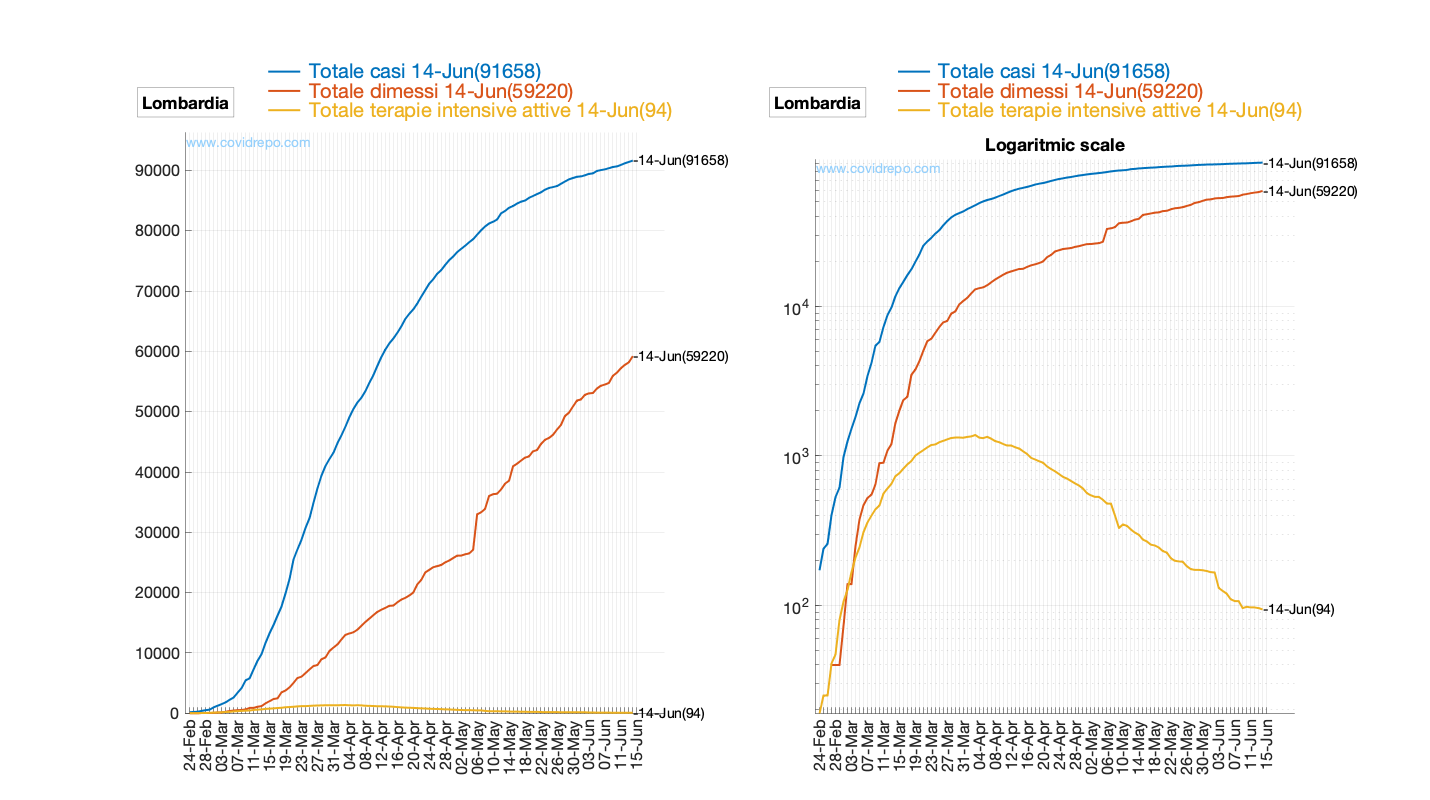 Lombardia
Totale casi 14-Jun(91658)
Totale dimessi 14-Jun(59220)
Totale terapie intensive attive 14-Jun(94)
www.covidrepo.com
90000
80000
70000
60000
50000
40000
30000
20000
10000
0
-14-Jun(91658)
-14-Jun(59220)
-14-Jun(94)
24-Feb
28-Feb
03-Mar
07-Mar
11-Mar
15-Mar
19-Mar
23-Mar
27-Mar
31-Mar
04-Apr
08-Apr
12-Apr
16-Apr
20-Apr
24-Apr
28-Apr
02-May
06-May
10-May
14-May
18-May
22-May
26-May
30-May
03-Jun
07-Jun
11-Jun
15-Jun
Lombardia
Totale casi 14-Jun(91658)
Totale dimessi 14-Jun(59220)
Totale terapie intensive attive 14-Jun(94)
Logaritmic scale
www.covidrepo.com
10^4
10^3
10^2
-14-Jun(91658)
-14-Jun(59220)
-14-Jun(94)
24-Feb
28-Feb
03-Mar
07-Mar
11-Mar
15-Mar
19-Mar
23-Mar
27-Mar
31-Mar
04-Apr
08-Apr
12-Apr
16-Apr
20-Apr
24-Apr
28-Apr
02-May
06-May
10-May
14-May
18-May
22-May
26-May
30-May
03-Jun
07-Jun
11-Jun
15-Jun